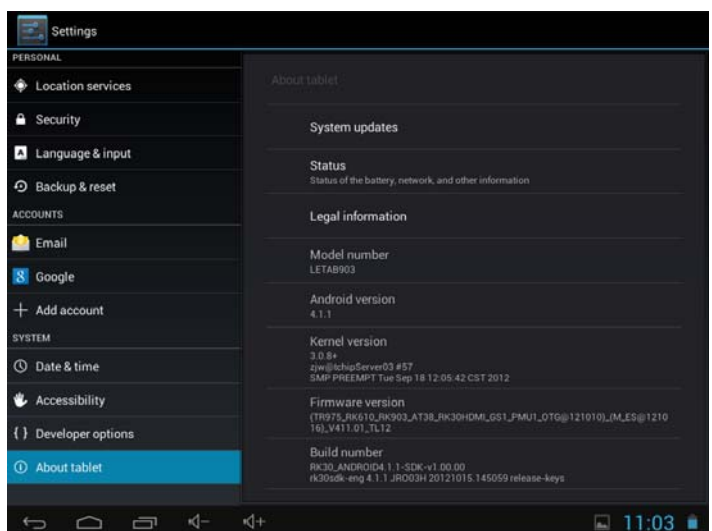 Settings
PERSONAL
Location services
Security
Language & input
Backup & reset
ACCOUNTS
Email
Google
Add account
SYSTEM
Date & time
Accessibility
Developer options
About tablet
About tablet
System updates
Status
Status of the battery, network, and other information
Legal information
Model number
LETAB903
Android version
4.1.1
Kernel version
3.0.8+
zjw@tchipServer03 #57
SMP PREEMPT Tue Sep 18 12:05:42 CST 2012
Firmware version
(TR975_RK610_RK903_AT38_RK30HDMI_GS1_PMU1_OTG@121010)_(M_ES@1210
16)_V411.01_TL12
Build number
RK30_ANDROID4.1.1-SDK-v1.00.00
rk30sdk-eng 4.1.1 JRO03H 20121015.145059 release-keys
11:03